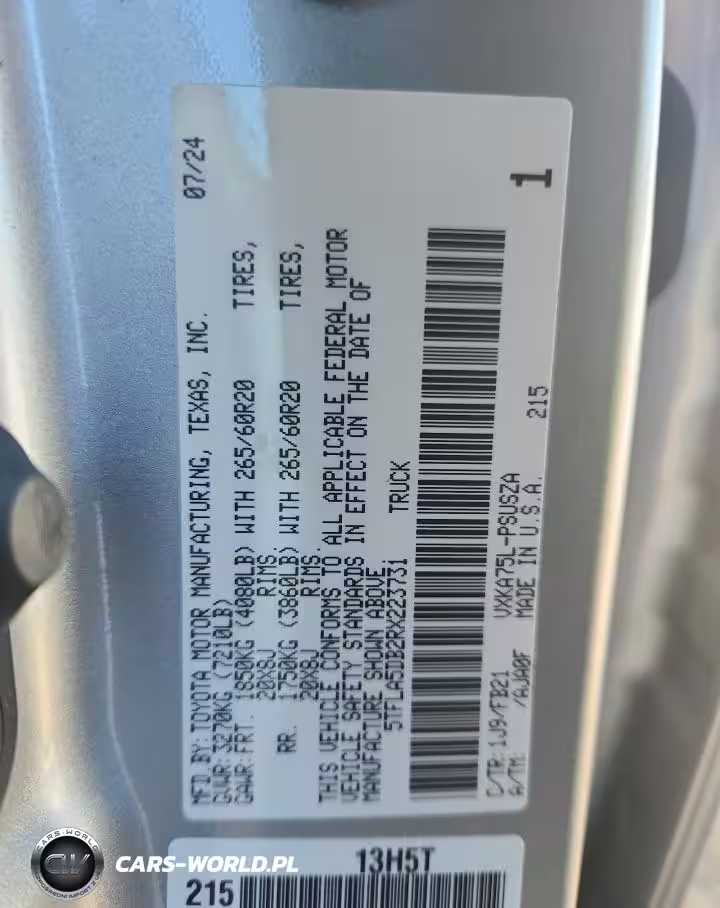 MFD.BY:TOYOTA MOTOR MANUFACTURING, TEXAS, INC. 07/24
GVWR:3270KG (7210LB)
GAWR:FRT. 1850KG (4080LB) WITH 265/60R20 TIRES,
20X8J RIMS.
RR. 1750KG (3860LB) WITH 265/60R20 TIRES,
20X8J RIMS.
THIS VEHICLE CONFORMS TO ALL APPLICABLE FEDERAL MOTOR
VEHICLE SAFETY STANDARDS IN EFFECT ON THE DATE OF
MANUFACTURE SHOWN ABOVE.
5TFLA5DB2RX223731 TRUCK
1
C/TR:1J9/FB21 VXKA75L-PSUSZA
A/TM: /AJA0F MADE IN U.S.A. 215
13H5T
215
CARS-WORLD
CW
CARS-WORLD.PL